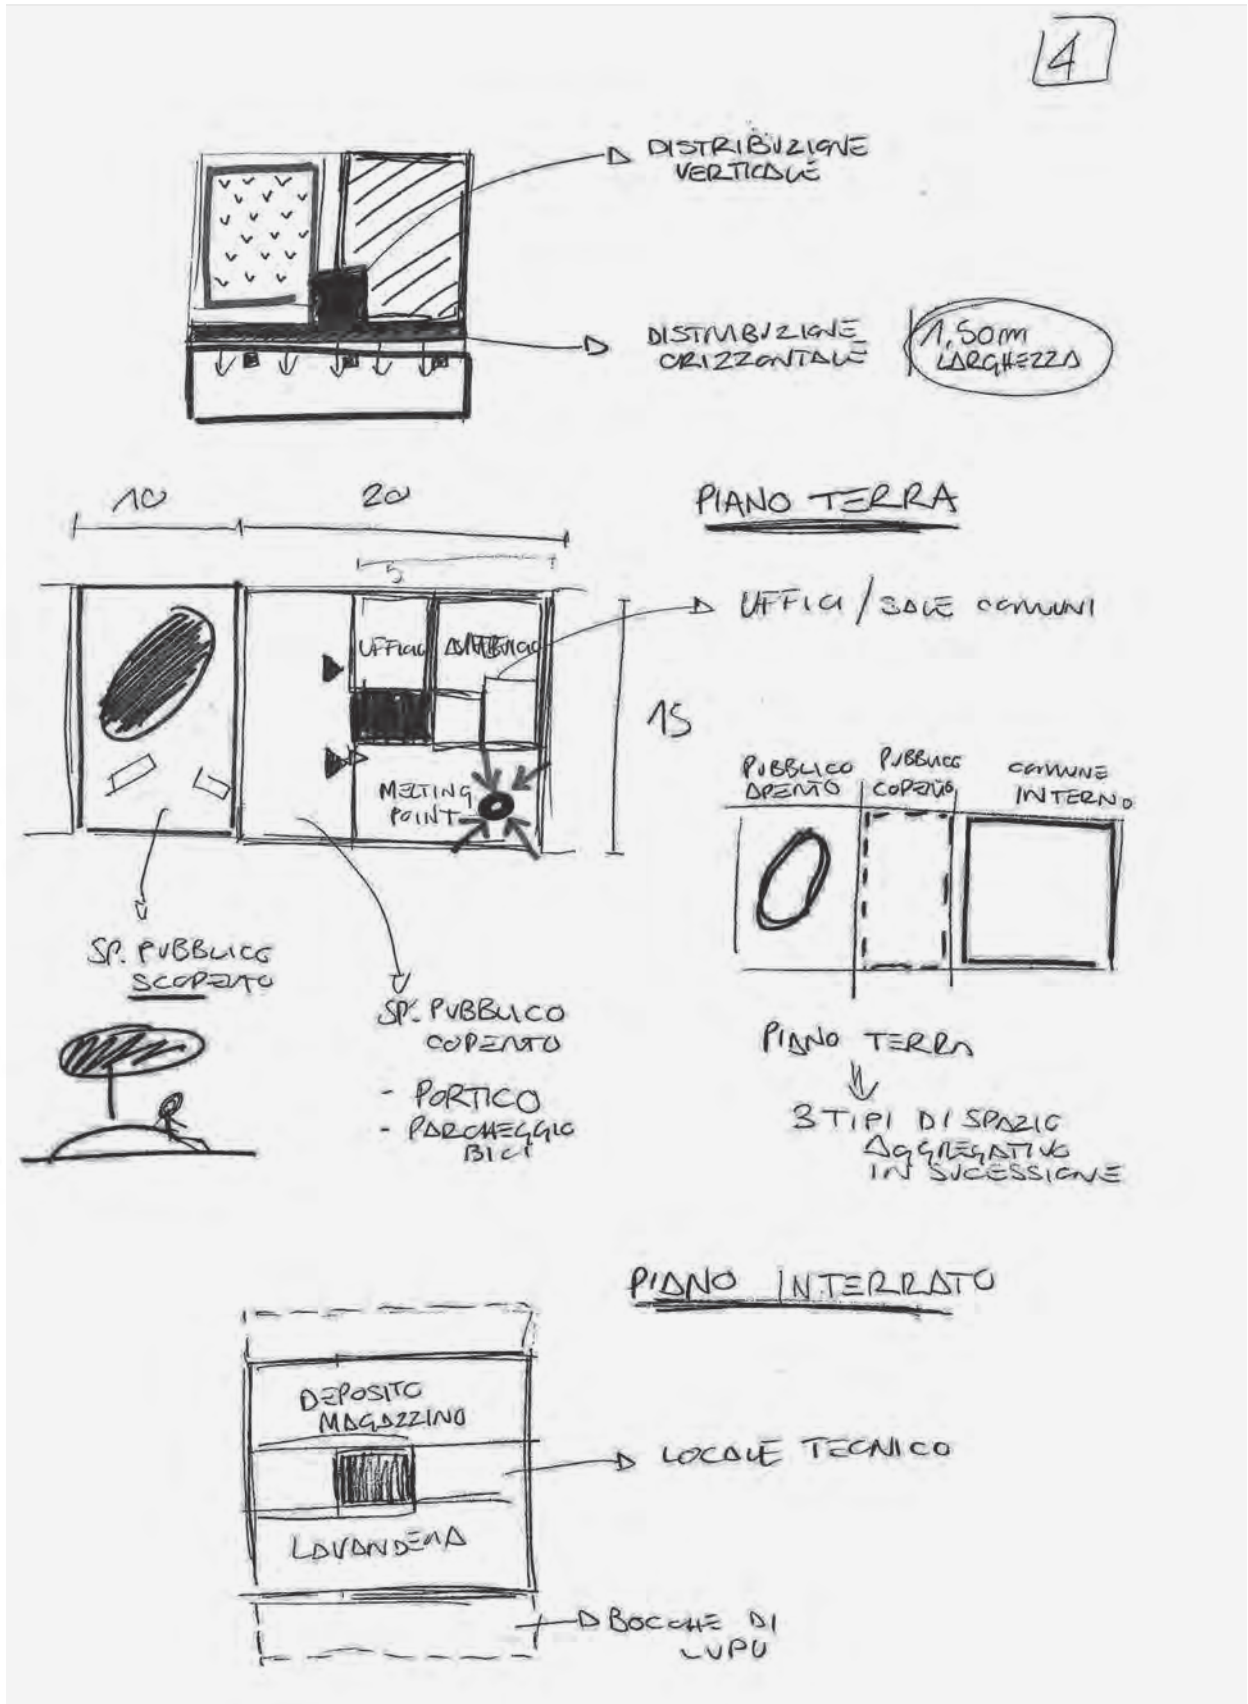 4
DISTRIBUZIONE
VERTICALE
DISTRIBUZIONE
ORIZZONTALE
1,50m
LARGHEZZA
10
20
PIANO TERRA
5
UFFICI / SALE COMUNI
UFFICIO
15
MELTING
POINT
PUBBLICO
APERTO
PUBBLICO
COPERTO
COMUNE
INTERNO
SP. PUBBLICO
SCOPERTO
SP. PUBBLICO
COPERTO
- PORTICO
- PARCHEGGIO
BICI
PIANO TERRA
3 TIPI DI SPAZIO
AGGREGATIVO
IN SUCESSIONE
PIANO INTERRATO
DEPOSITO
MAGAZZINO
LOCALE TECNICO
LAVANDERIA
BOCCHE DI
LUPO